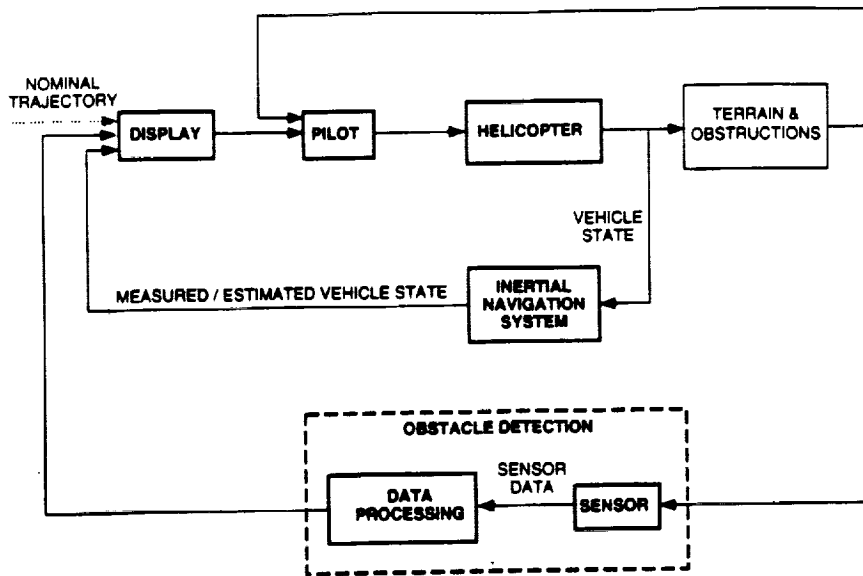 NOMINAL
TRAJECTORY
DISPLAY
PILOT
HELICOPTER
TERRAIN &
OBSTRUCTIONS
VEHICLE
STATE
MEASURED / ESTIMATED VEHICLE STATE
INERTIAL
NAVIGATION
SYSTEM
OBSTACLE DETECTION
SENSOR
DATA
DATA
PROCESSING
SENSOR